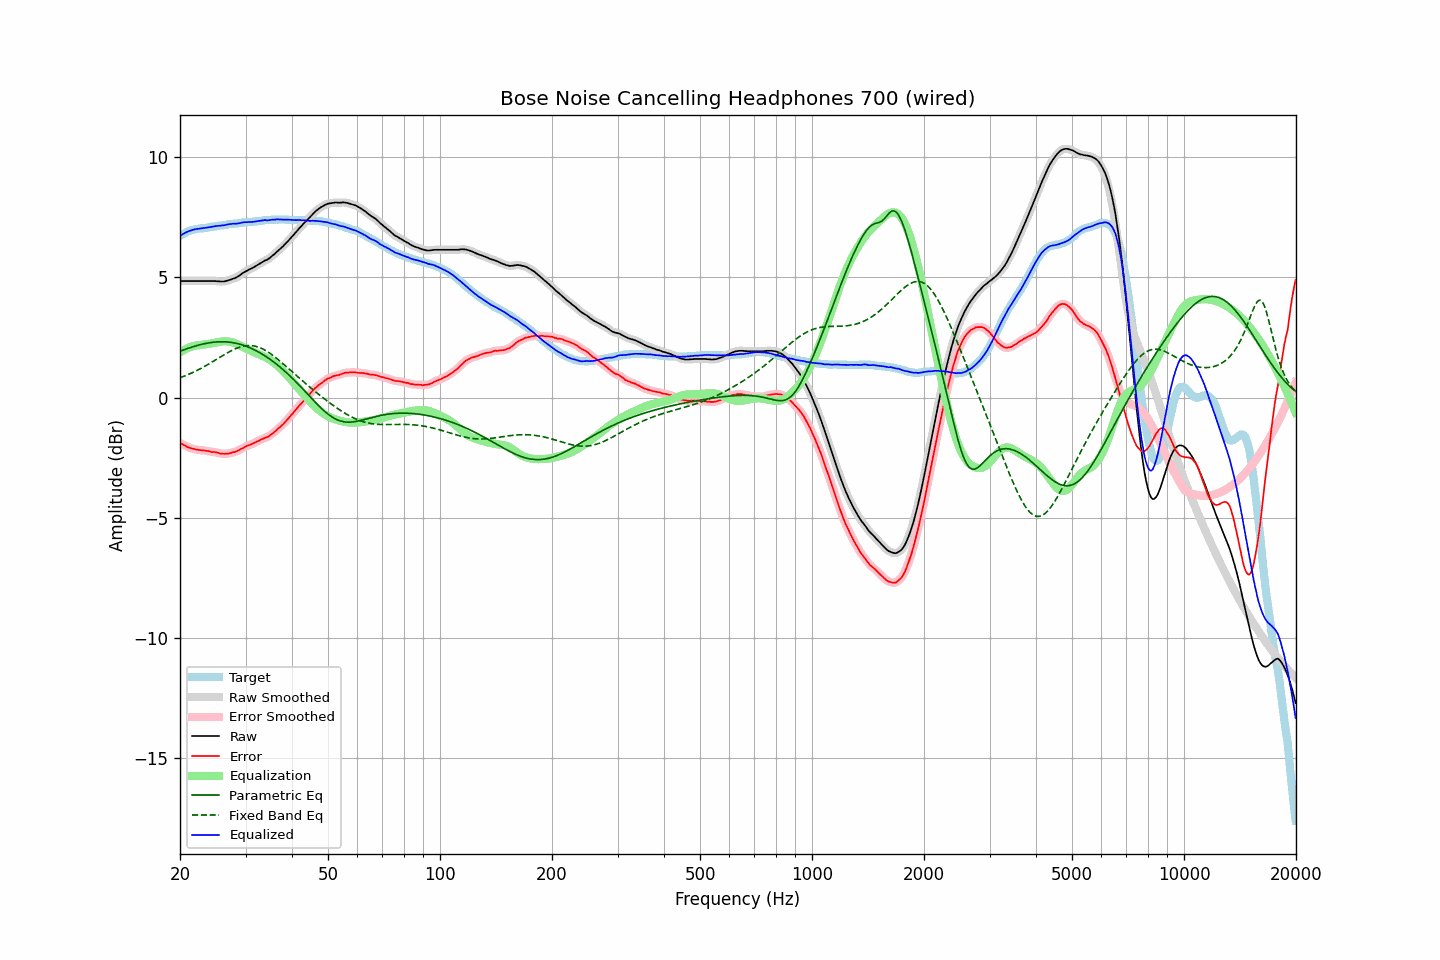 Bose Noise Cancelling Headphones 700 (wired)
Amplitude (dBr)
10
5
0
−5
−10
−15
Target
Raw Smoothed
Error Smoothed
Raw
Error
Equalization
Parametric Eq
Fixed Band Eq
Equalized
20 50 100 200 500 1000 2000 5000 10000 20000
Frequency (Hz)